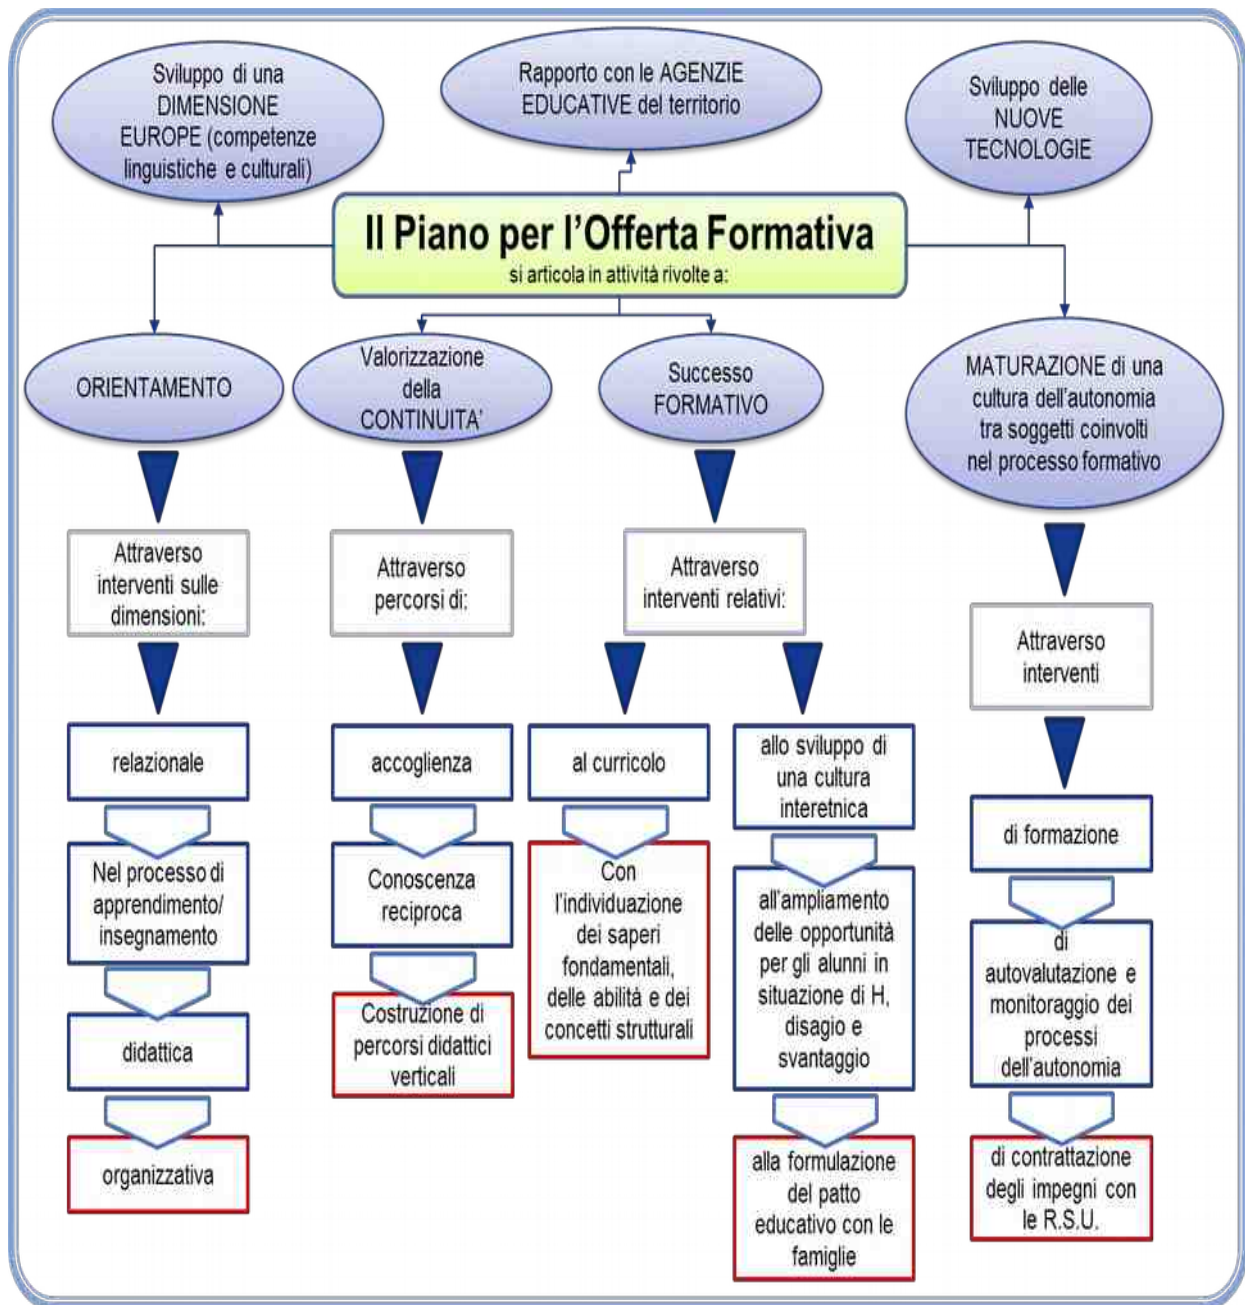 Sviluppo di una
DIMENSIONE
EUROPE (competenze
linguistiche e culturali)
Rapporto con le AGENZIE
EDUCATIVE del territorio
Sviluppo delle
NUOVE
TECNOLOGIE
Il Piano per l'Offerta Formativa
si articola in attività rivolte a:
ORIENTAMENTO
Valorizzazione
della
CONTINUITA'
Successo
FORMATIVO
MATURAZIONE di una
cultura dell'autonomia
tra soggetti coinvolti
nel processo formativo
Attraverso
interventi sulle
dimensioni:
Attraverso
percorsi di:
Attraverso
interventi relativi:
Attraverso
interventi
relazionale
Nel processo di
apprendimento/
insegnamento
didattica
organizzativa
accoglienza
Conoscenza
reciproca
Costruzione di
percorsi didattici
verticali
al curricolo
Con
l'individuazione
dei saperi
fondamentali,
delle abilità e dei
concetti strutturali
allo sviluppo di
una cultura
interetnica
all'ampliamento
delle opportunità
per gli alunni in
situazione di H,
disagio e
svantaggio
alla formulazione
del patto
educativo con le
famiglie
di formazione
di
autovalutazione e
monitoraggio dei
processi
dell'autonomia
di contrattazione
degli impegni con
le R.S.U.